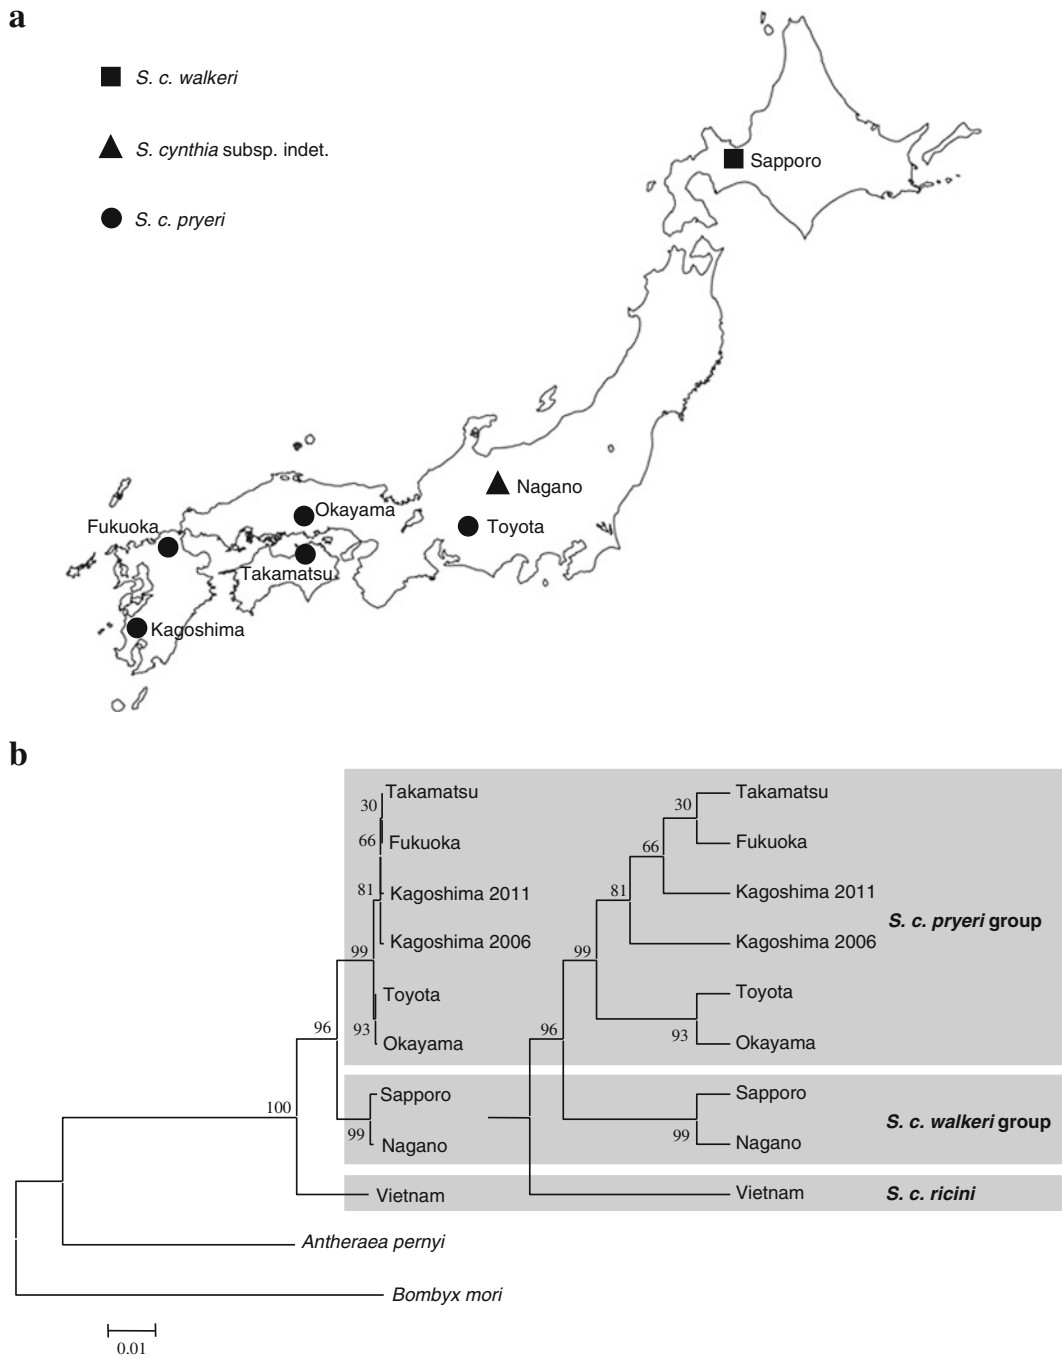 a
S. c. walkeri
S. cynthia subsp. indet.
S. c. pryeri
Sapporo
Nagano
Okayama
Toyota
Fukuoka
Takamatsu
Kagoshima
b
30 Takamatsu 30 Takamatsu
66 Fukuoka 66 Fukuoka
81 Kagoshima 2011 81 Kagoshima 2011
S. c. pryeri group
Kagoshima 2006 Kagoshima 2006
99 99
Toyota Toyota
96 93 Okayama 96 93 Okayama
Sapporo Sapporo
100 S. c. walkeri group
99 Nagano 99 Nagano
Vietnam Vietnam S. c. ricini
Antheraea pernyi
Bombyx mori
0.01